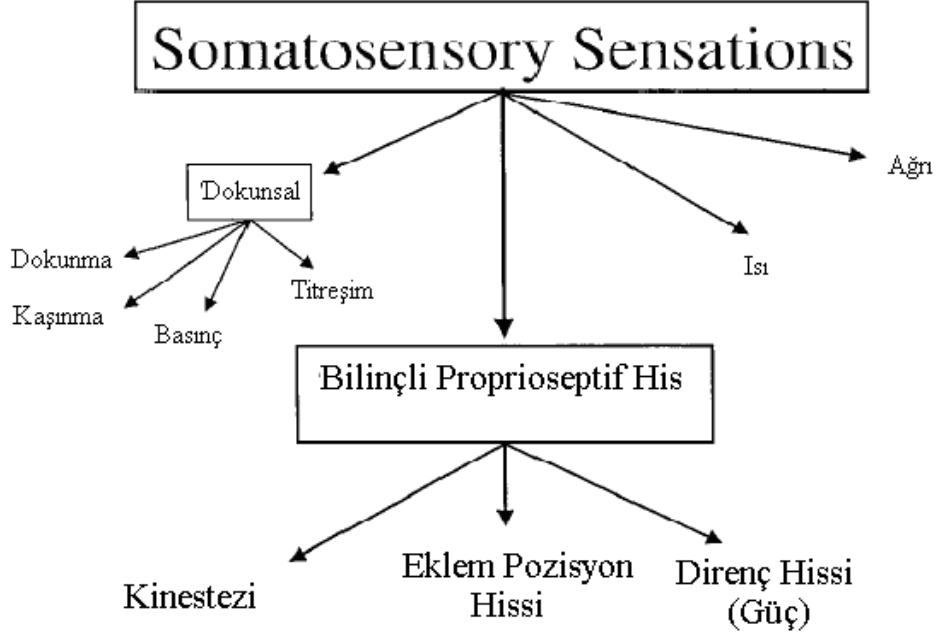 Somatosensory Sensations
Ağrı
Dokunsal
Isı
Dokunma
Kaşınma
Basınç
Titreşim
Bilinçli Proprioseptif His
Kinestezi
Eklem Pozisyon
Hissi
Direnç Hissi
(Güç)